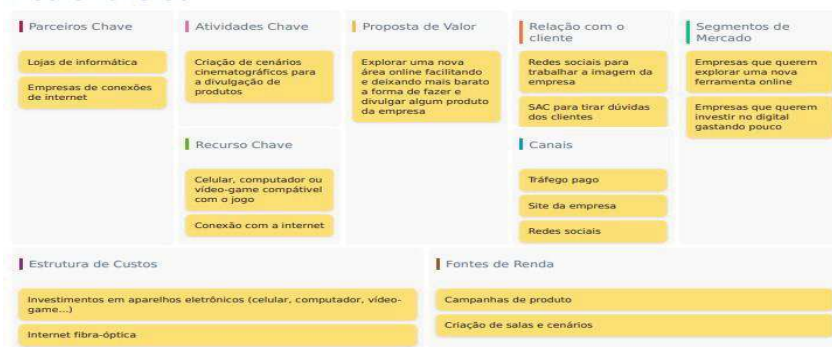 Parceiros Chave
Lojas de informática
Empresas de conexões
de internet
Atividades Chave
Criação de cenários
cinematográficos para
a divulgação de
produtos
Recurso Chave
Celular, computador ou
vídeo-game compátivel
com o jogo
Conexão com a internet
Proposta de Valor
Explorar uma nova
área online facilitando
e deixando mais barato
a forma de fazer e
divulgar algum produto
da empresa
Relação com o
cliente
Redes sociais para
trabalhar a imagem da
empresa
SAC para tirar dúvidas
dos clientes
Canais
Tráfego pago
Site da empresa
Redes sociais
Segmentos de
Mercado
Empresas que querem
explorar uma nova
ferramenta online
Empresas que querem
investir no digital
gastando pouco
Estrutura de Custos
Investimentos em aparelhos eletrônicos (celular, computador, vídeo-
game...)
Internet fibra-óptica
Fontes de Renda
Campanhas de produto
Criação de salas e cenários